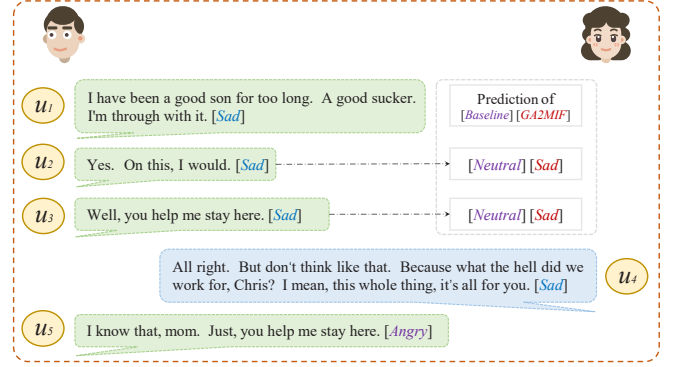 u1
I have been a good son for too long. A good sucker.
I'm through with it. [Sad]
Prediction of
[Baseline] [GA2MIF]
u2
Yes. On this, I would. [Sad]
[Neutral] [Sad]
u3
Well, you help me stay here. [Sad]
[Neutral] [Sad]
All right. But don't think like that. Because what the hell did we
work for, Chris? I mean, this whole thing, it's all for you. [Sad]
u4
u5
I know that, mom. Just, you help me stay here. [Angry]